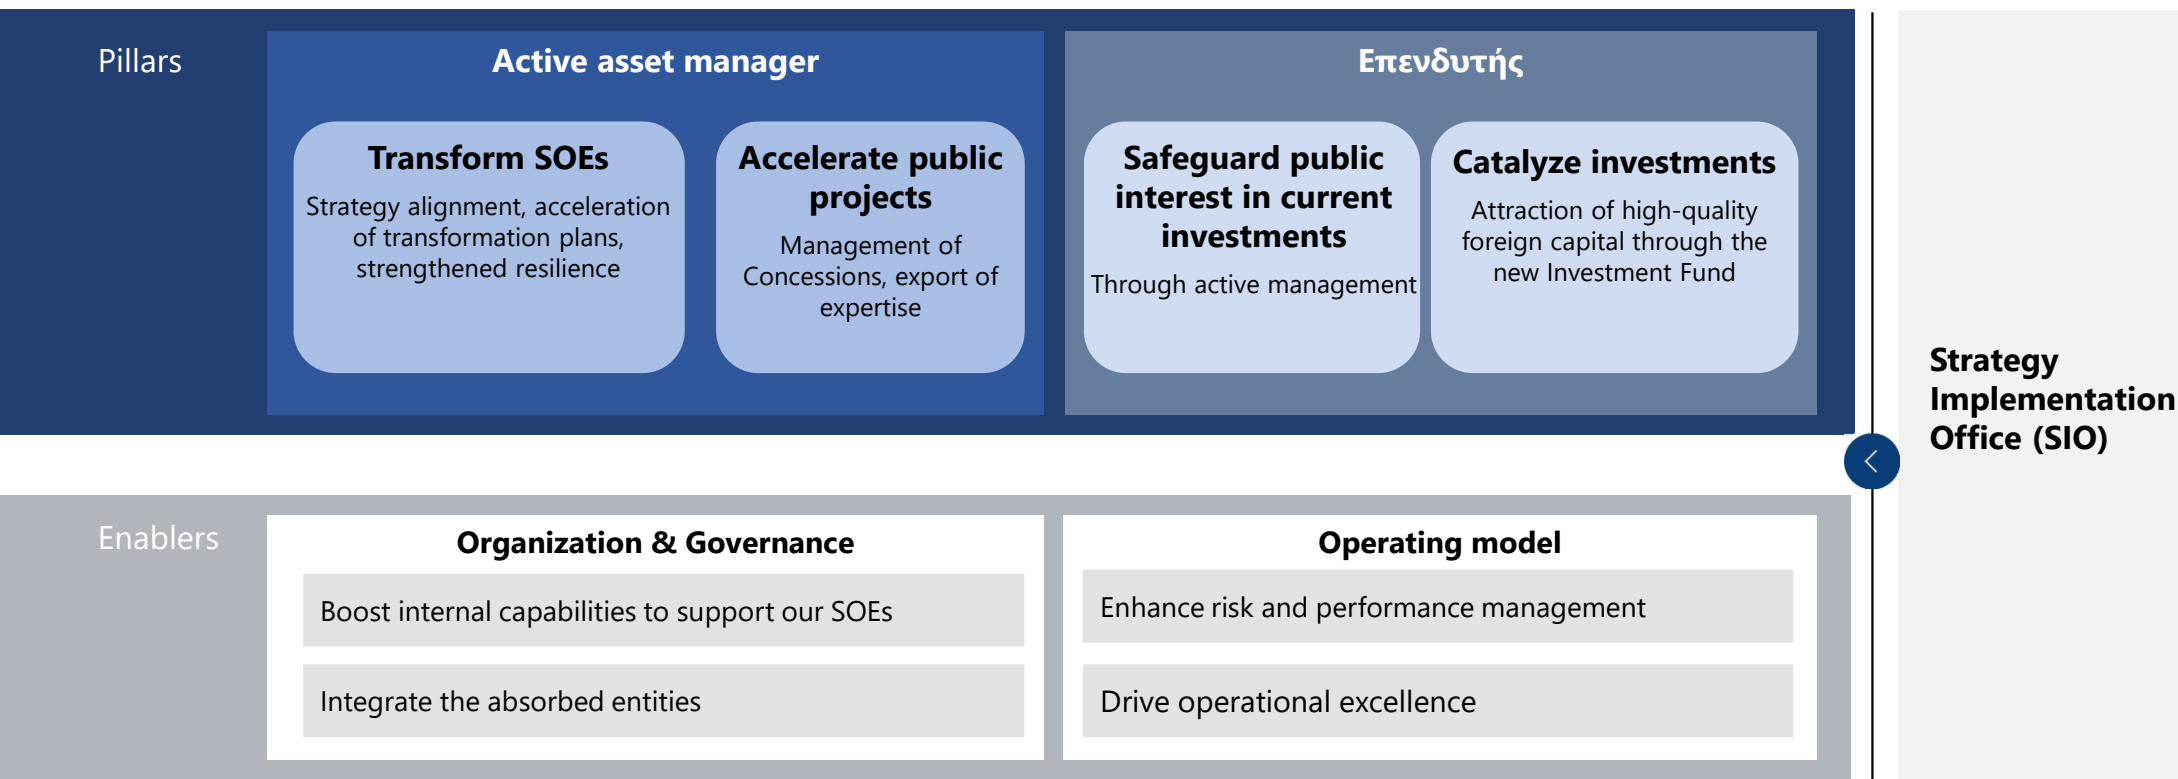 Pillars
Active asset manager
Transform SOEs
Strategy alignment, acceleration
of transformation plans,
strengthened resilience
Accelerate public
projects
Management of
Concessions, export of
expertise
Επενδυτής
Safeguard public
interest in current
investments
Through active management
Catalyze investments
Attraction of high-quality
foreign capital through the
new Investment Fund
Enablers
Organization & Governance
Boost internal capabilities to support our SOEs
Integrate the absorbed entities
Operating model
Enhance risk and performance management
Drive operational excellence
Strategy
Implementation
Office (SIO)